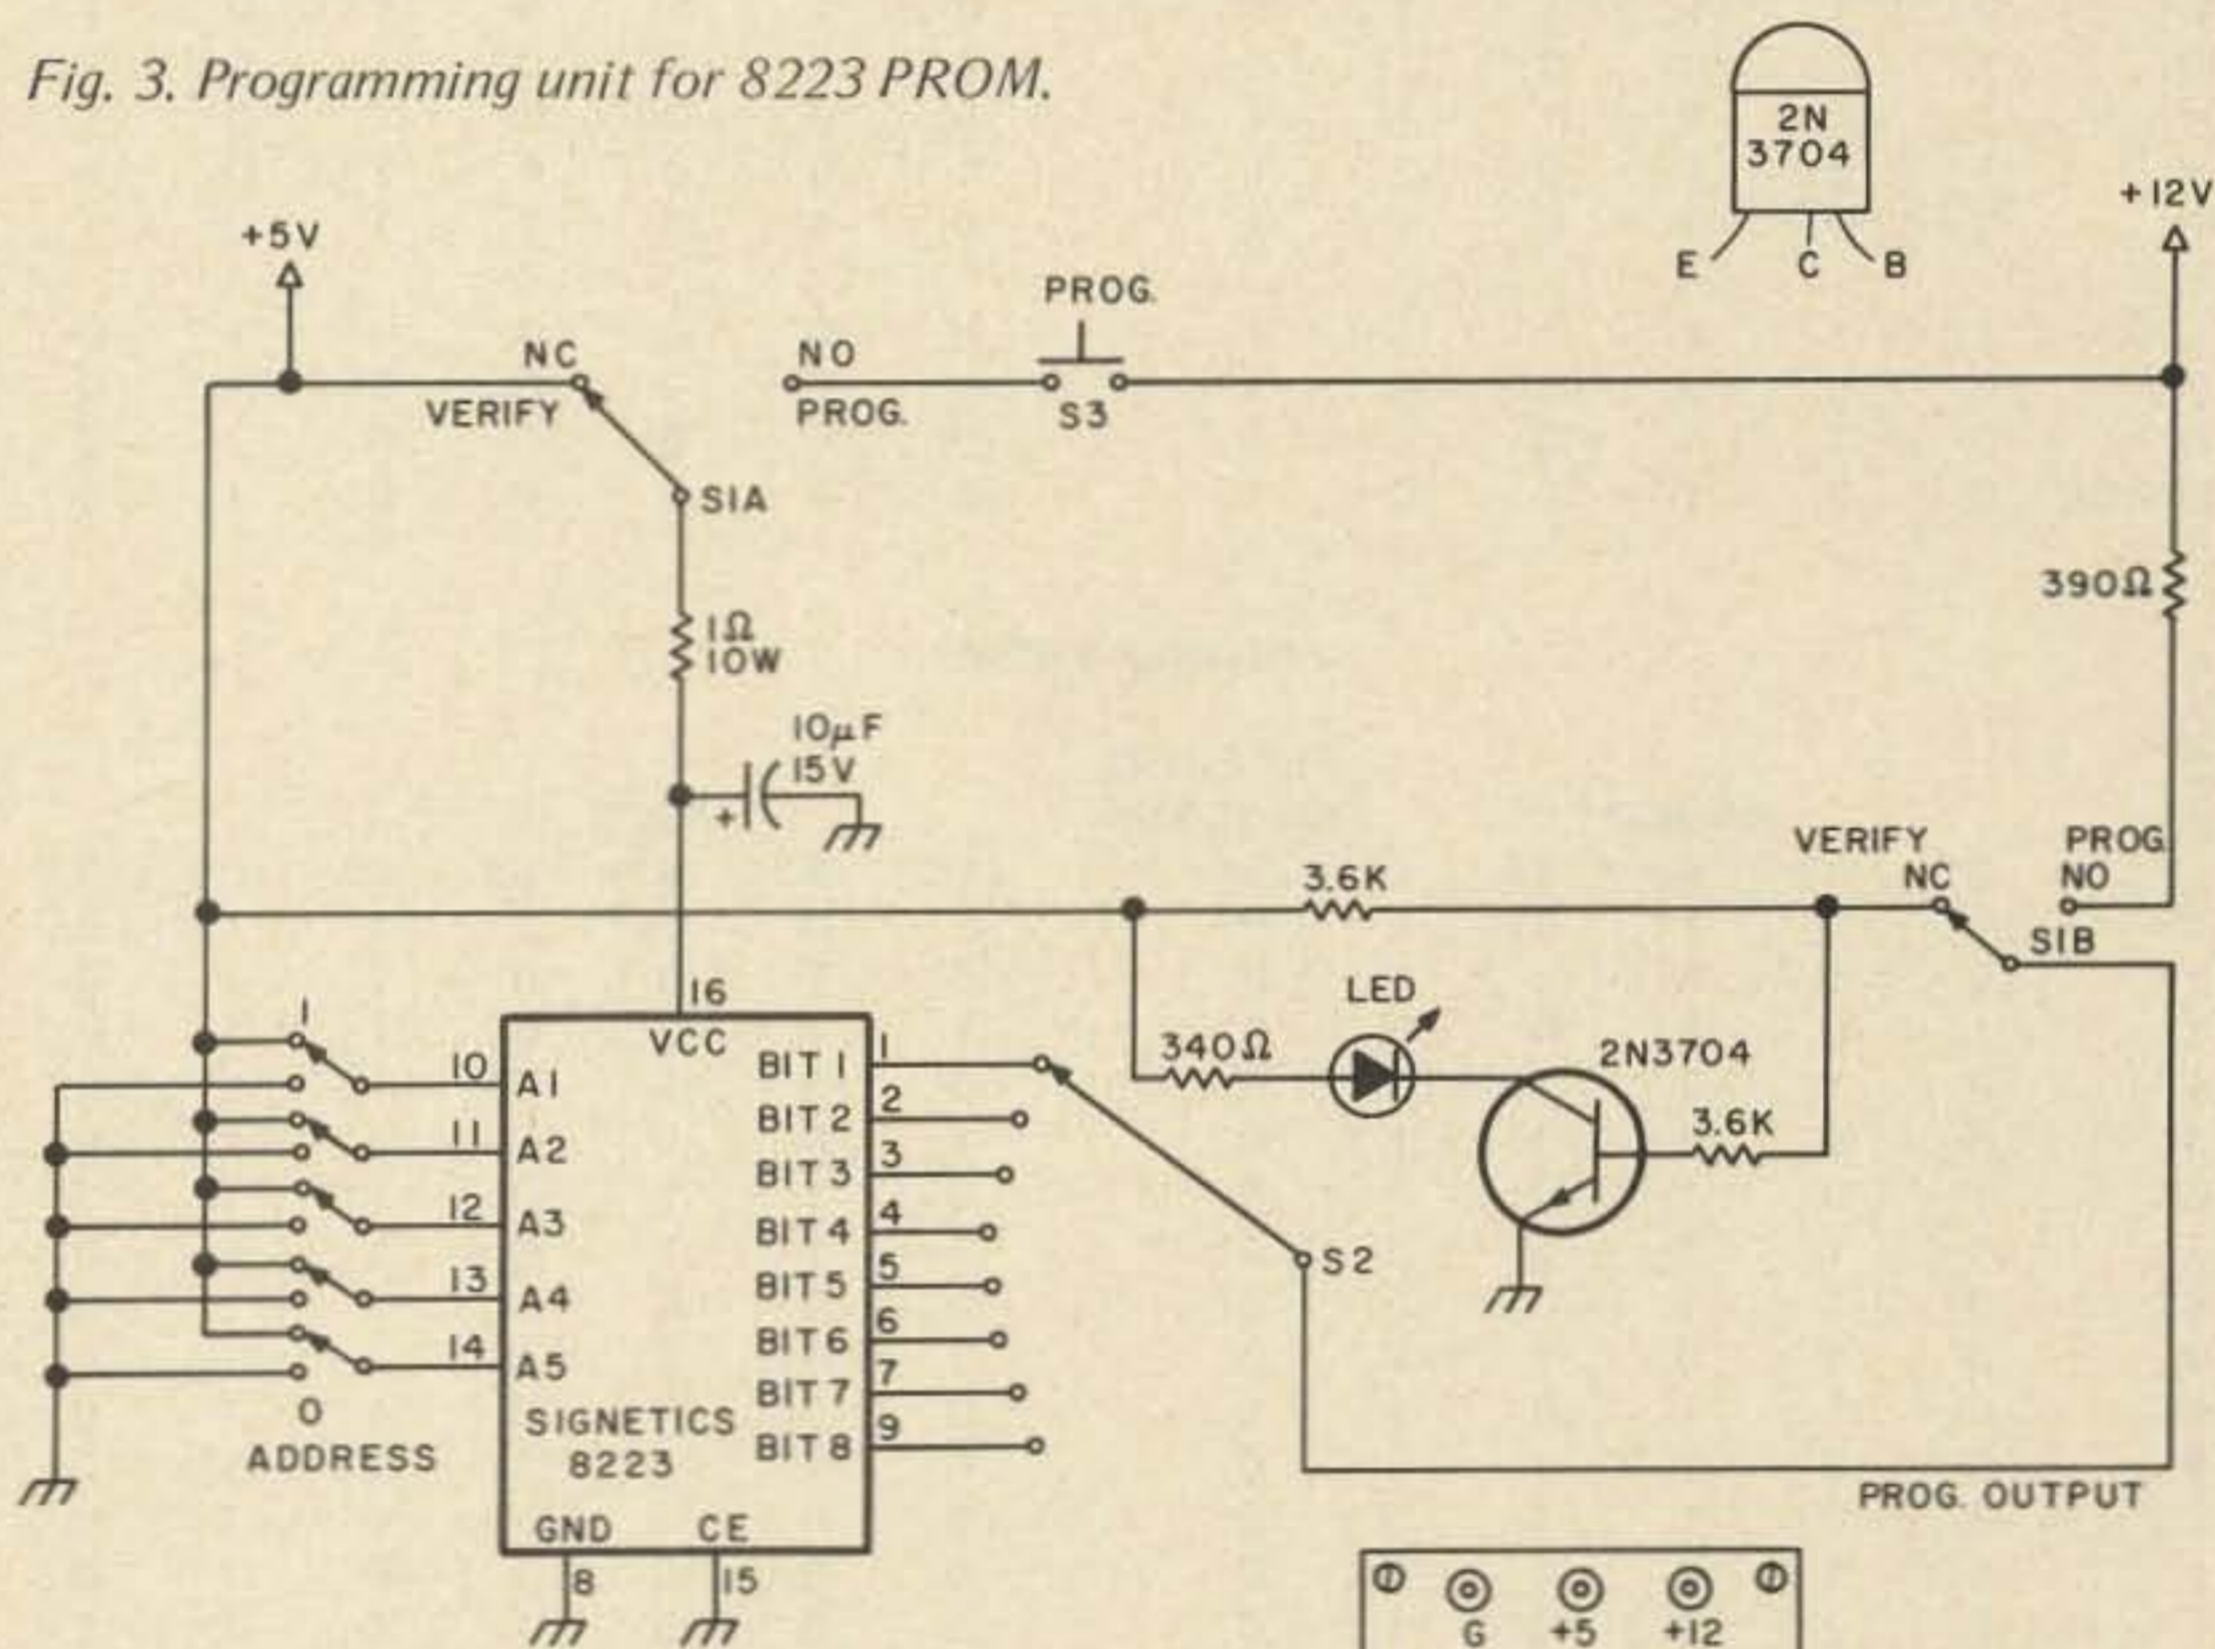 Fig. 3. Programming unit for 8223 PROM.
2N
3704
E C B
+12V
+5V
PROG.
NC
NO
VERIFY
PROG.
S3
S1A
390Ω
1Ω
10W
10µF
15V
+
VERIFY
PROG.
NC
NO
3.6K
S1B
16
LED
1
VCC
340Ω
2N3704
10
A1
BIT 1
1
11
A2
BIT 2
2
3.6K
12
A3
BIT 3
3
BIT 4
4
13
A4
BIT 5
5
S2
14
A5
BIT 6
6
BIT 7
7
0
SIGNETICS
8223
BIT 8
9
ADDRESS
PROG. OUTPUT
GND
CE
8
15
G +5 +12